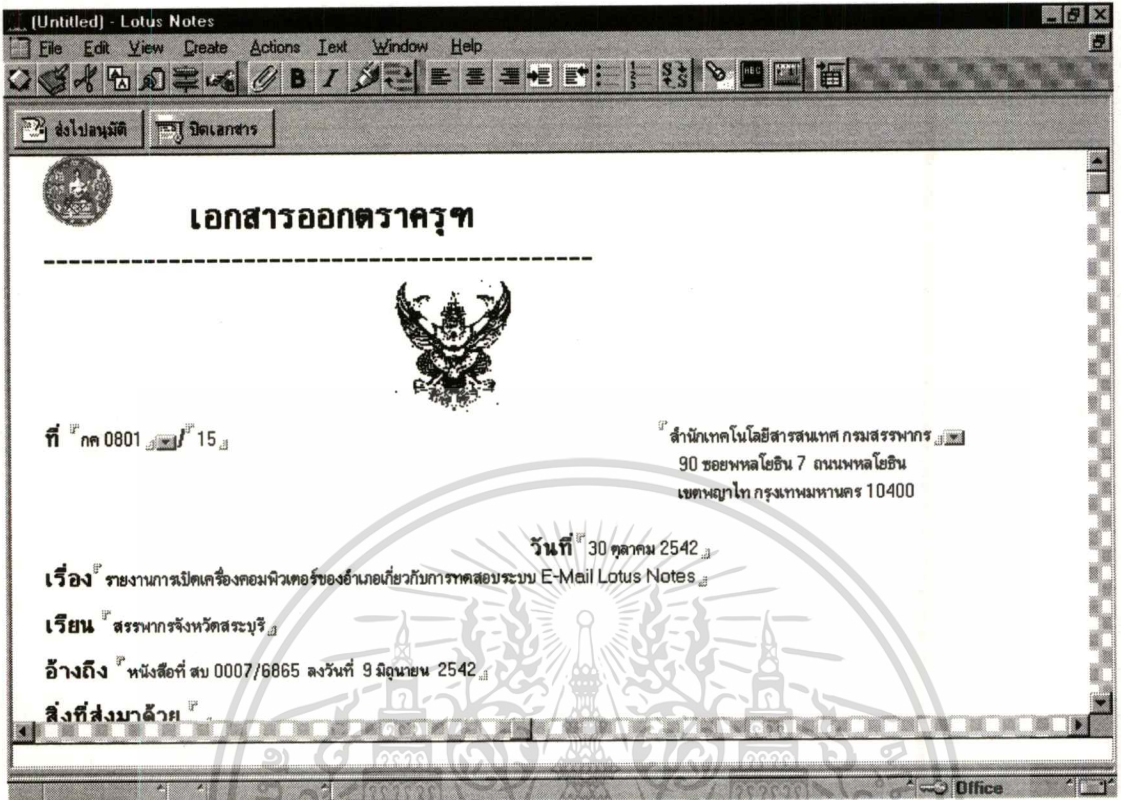 (Untitled) - Lotus Notes
File Edit View Create Actions Text Window Help
ส่งไปอนุมัติ ปิดเอกสาร
เอกสารออกตราครุฑ
ที่ กค 0801 / 15
สำนักเทคโนโลยีสารสนเทศ กรมสรรพากร
90 ซอยพหลโยธิน 7 ถนนพหลโยธิน
เขตพญาไท กรุงเทพมหานคร 10400
วันที่ 30 ตุลาคม 2542
เรื่อง รายงานการเปิดเครื่องคอมพิวเตอร์ของอำเภอเกี่ยวกับการทดสอบระบบ E-Mail Lotus Notes
เรียน สรรพากรจังหวัดสระบุรี
อ้างถึง หนังสือที่ สบ 0007/6865 ลงวันที่ 9 มิถุนายน 2542
สิ่งที่ส่งมาด้วย
Office